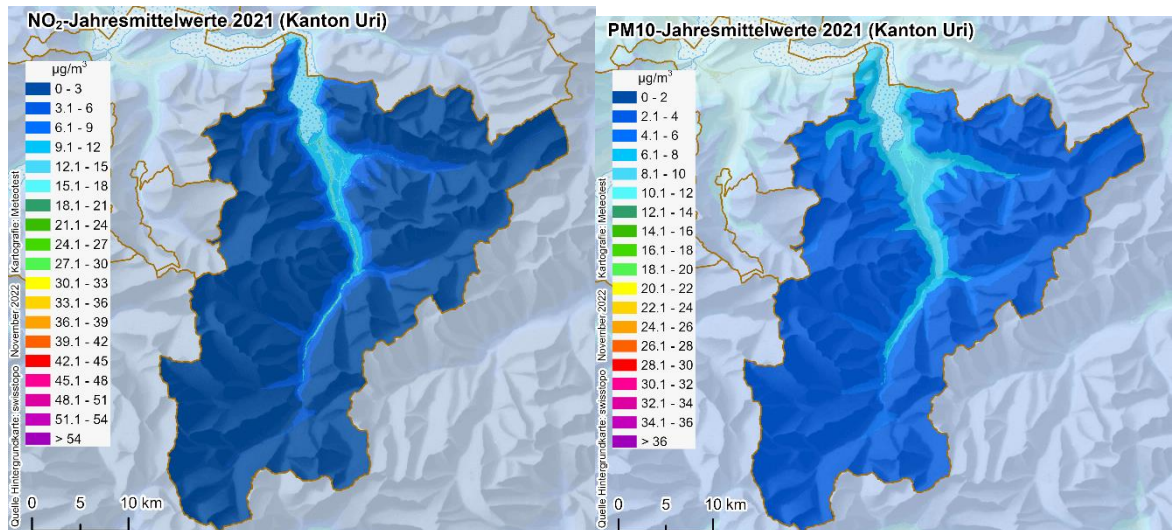 NO₂-Jahresmittelwerte 2021 (Kanton Uri)
µg/m³
0 - 3
3.1 - 6
6.1 - 9
9.1 - 12
12.1 - 15
15.1 - 18
18.1 - 21
21.1 - 24
24.1 - 27
27.1 - 30
30.1 - 33
33.1 - 36
36.1 - 39
39.1 - 42
42.1 - 45
45.1 - 48
48.1 - 51
51.1 - 54
> 54
Quelle Hintergrundkarte: swisstopo November 2022 Kartografie: Meteotest
0 5 10 km
PM10-Jahresmittelwerte 2021 (Kanton Uri)
µg/m³
0 - 2
2.1 - 4
4.1 - 6
6.1 - 8
8.1 - 10
10.1 - 12
12.1 - 14
14.1 - 16
16.1 - 18
18.1 - 20
20.1 - 22
22.1 - 24
24.1 - 26
26.1 - 28
28.1 - 30
30.1 - 32
32.1 - 34
34.1 - 36
> 36
Quelle Hintergrundkarte: swisstopo November 2022 Kartografie: Meteotest
0 5 10 km